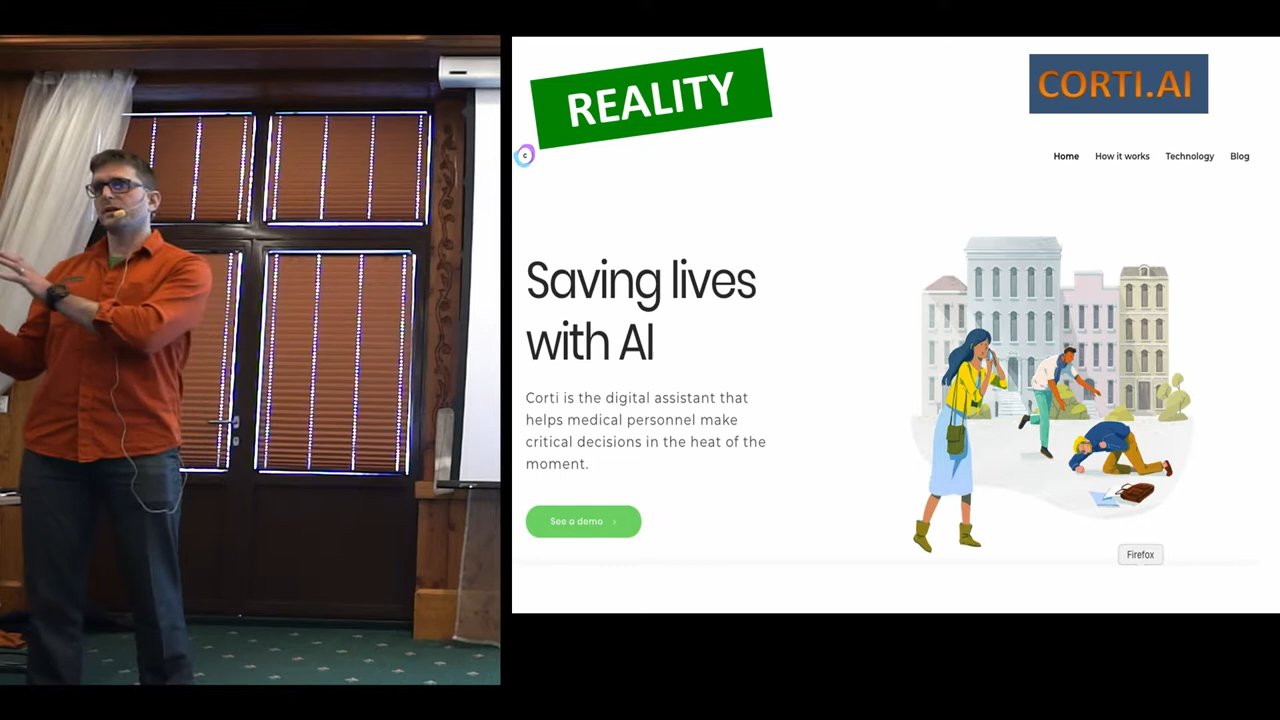 REALITY
CORTI.AI
c
Home How it works Technology Blog
Saving lives
with AI
Corti is the digital assistant that
helps medical personnel make
critical decisions in the heat of the
moment.
See a demo ›
Firefox